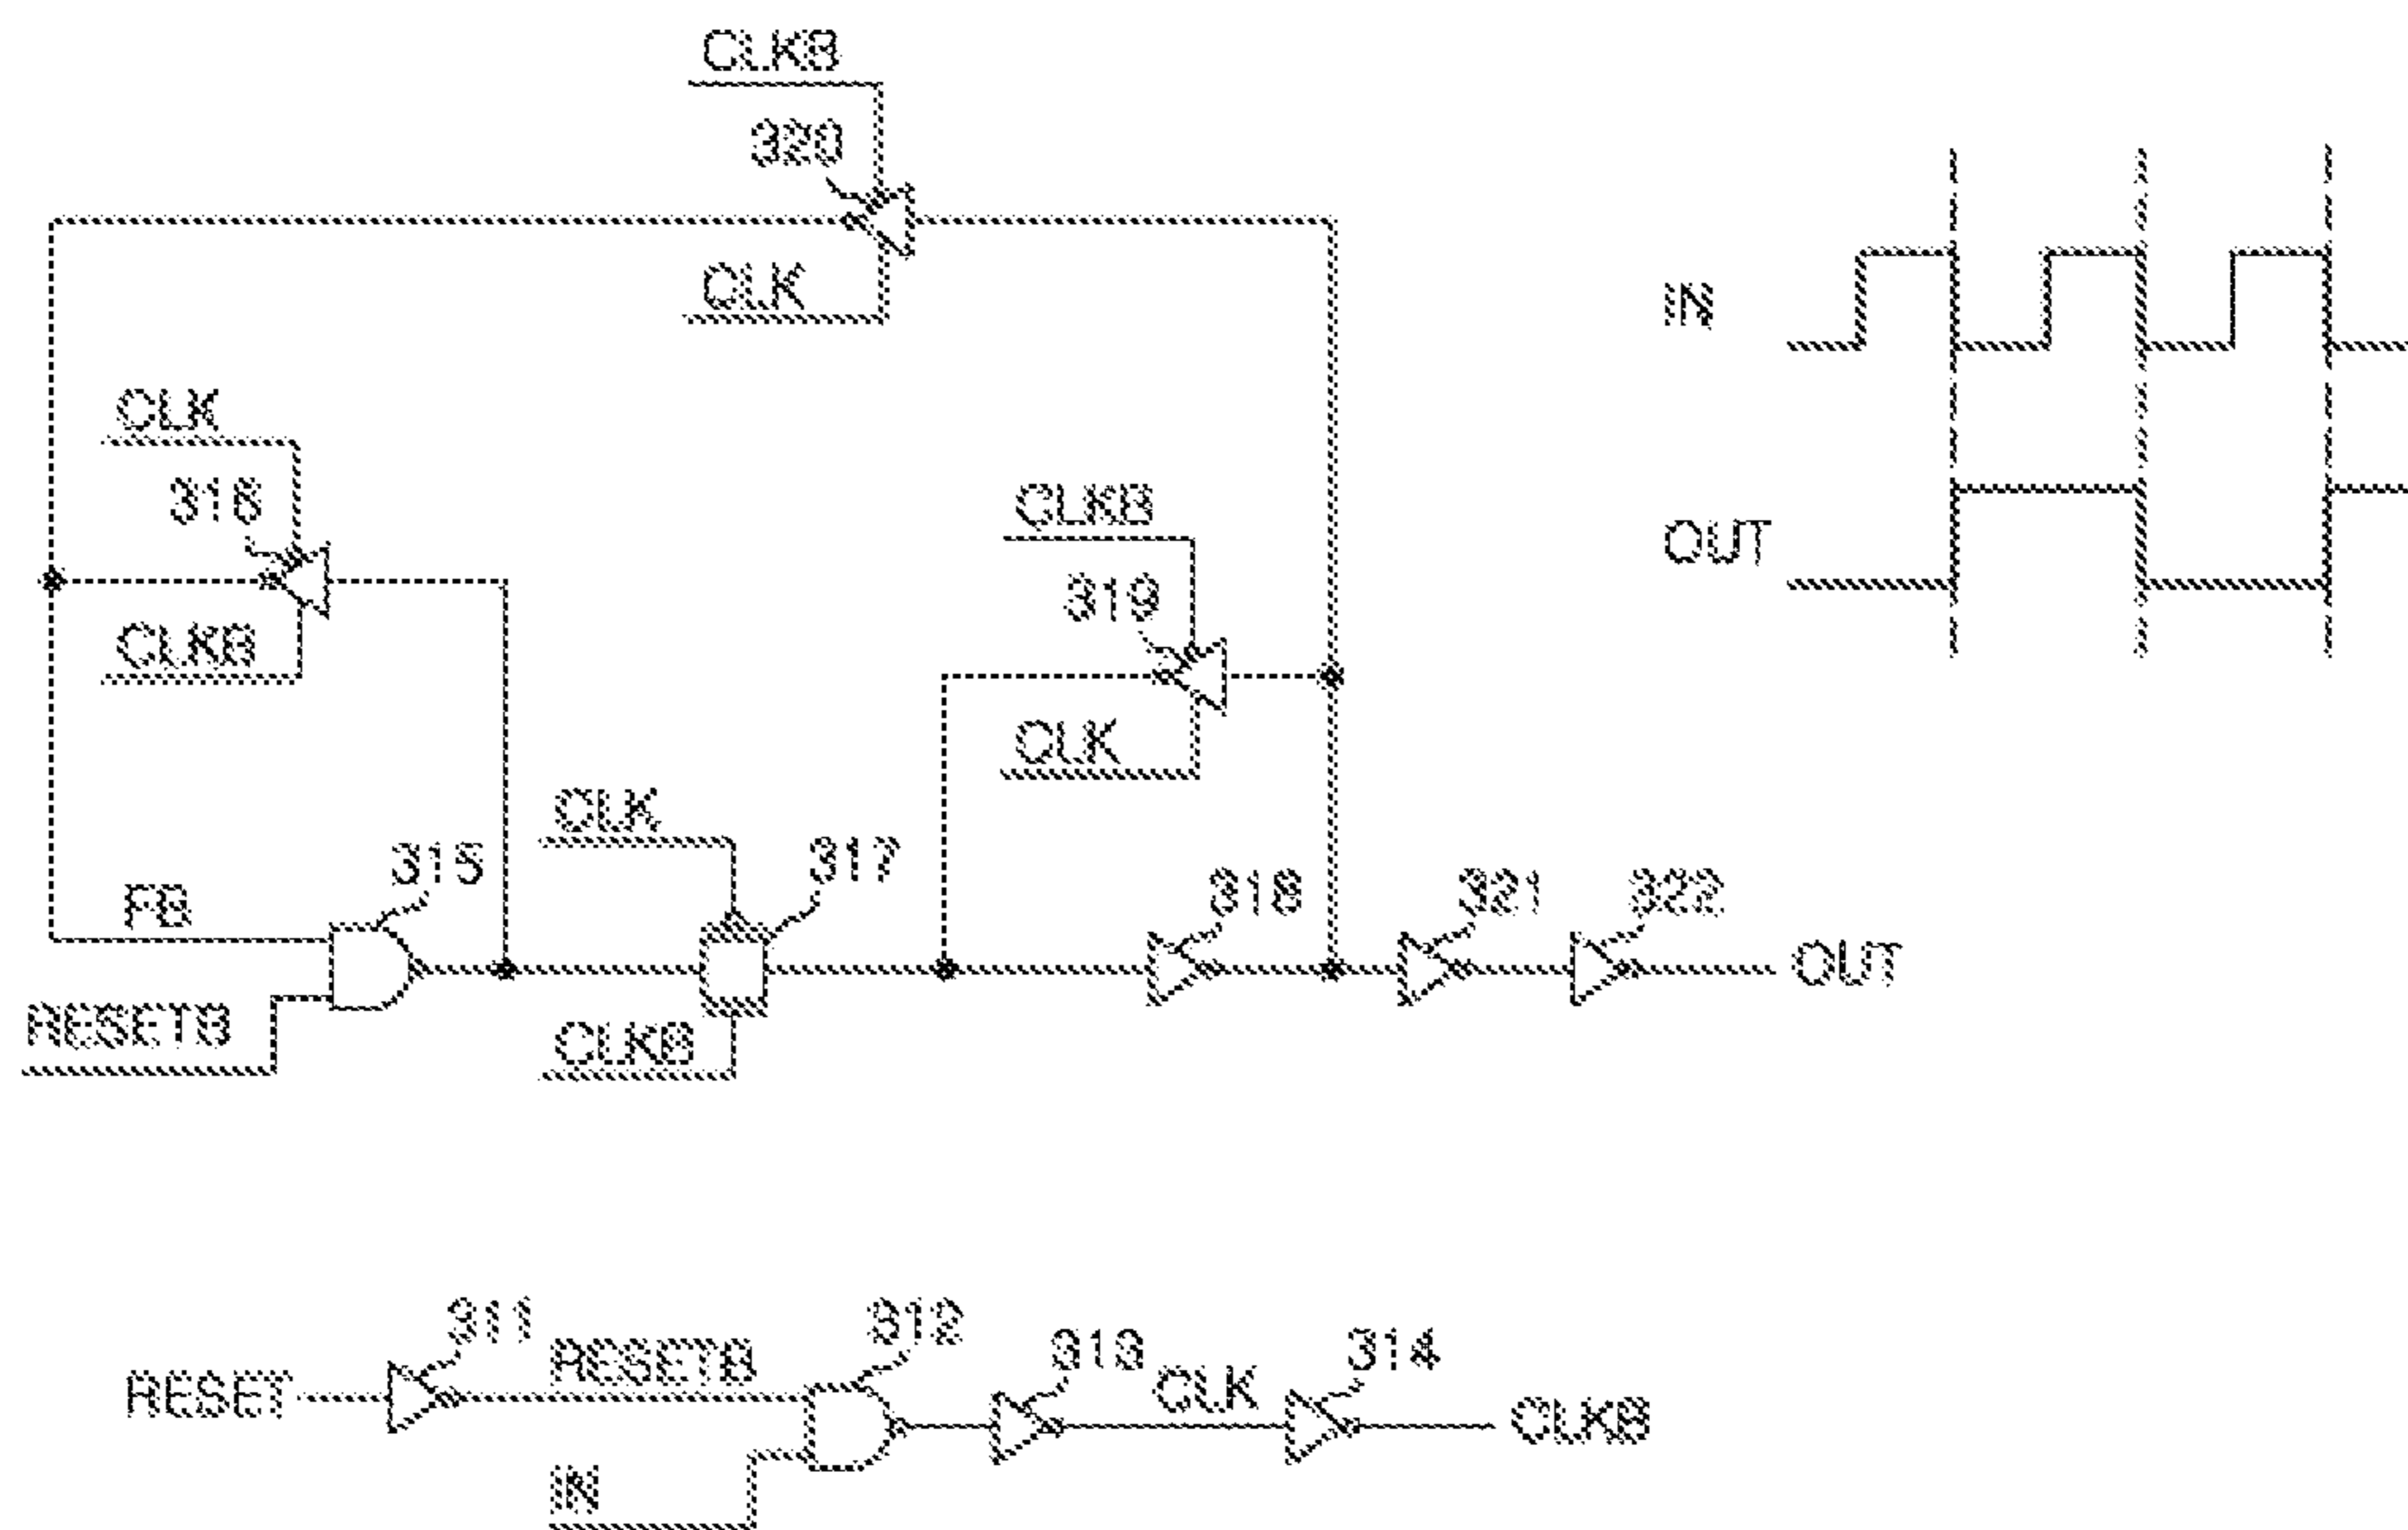 CLKB
320
CLK
IN
CLK
316
CLKB
CLKB
319
CLK
OUT
CLK
317
FB
315
318
321
322
OUT
RESETB
CLKB
311
312
313
314
RESET
RESETB
CLK
CLKB
IN